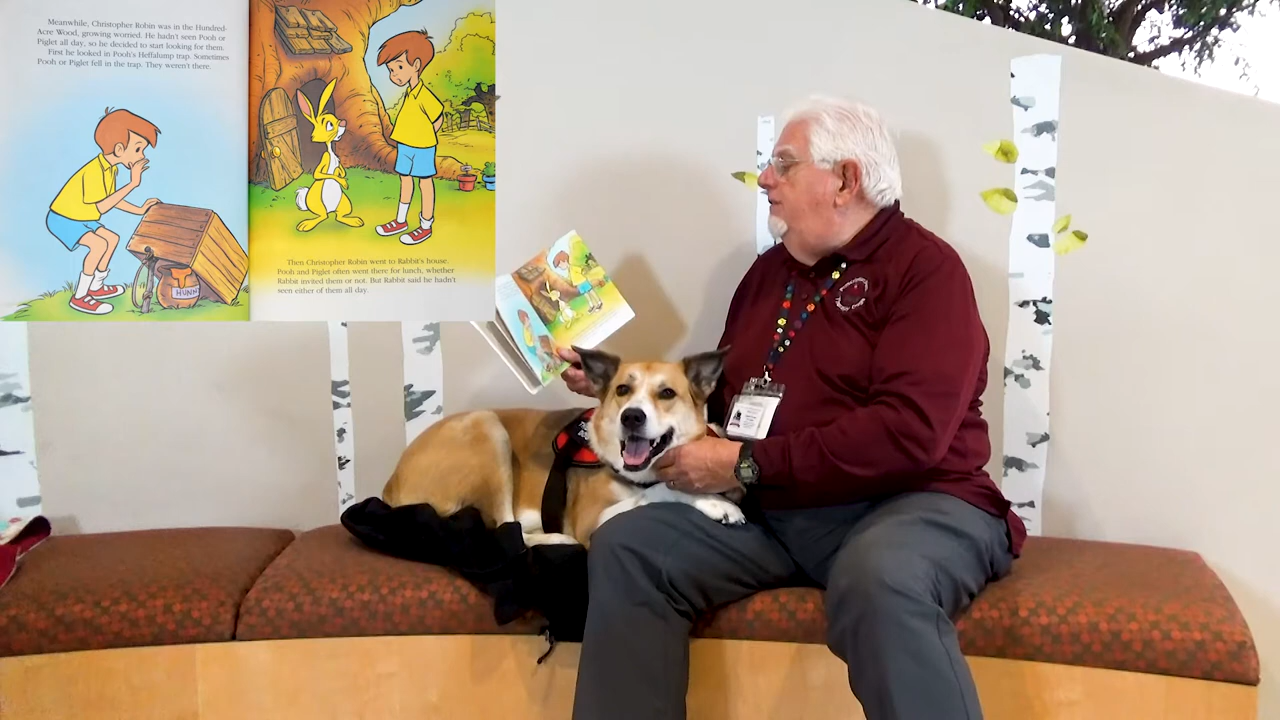 Meanwhile, Christopher Robin was in the Hundred-
Acre Wood, growing worried. He hadn't seen Pooh or
Piglet all day, so he decided to start looking for them.
First he looked in Pooh's Heffalump trap. Sometimes
Pooh or Piglet fell in the trap. They weren't there.
HUNN
Then Christopher Robin went to Rabbit's house.
Pooh and Piglet often went there for lunch, whether
Rabbit invited them or not. But Rabbit said he hadn't
seen either of them all day.